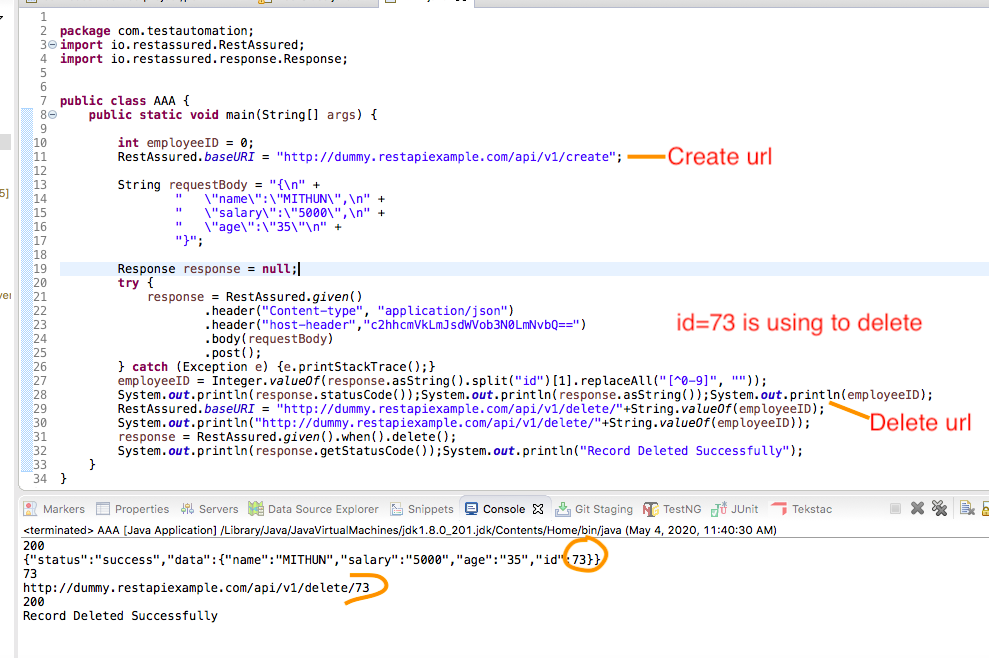 1
2 package com.testautomation;
3 import io.restassured.RestAssured;
4 import io.restassured.response.Response;
5
6
7 public class AAA {
8 public static void main(String[] args) {
9
10 int employeeID = 0;
11 RestAssured.baseURI = "http://dummy.restapiexample.com/api/v1/create"; Create url
12
13 String requestBody = "{\n" +
14 " \"name\":\"MITHUN\",\n" +
15 " \"salary\":\"5000\",\n" +
16 " \"age\":\"35\"\n" +
17 "}";
18
19 Response response = null;
20 try {
21 response = RestAssured.given()
22 .header("Content-type", "application/json")
23 .header("host-header","c2hhcmVkLmJsdWVob3N0LmNvbQ==") id=73 is using to delete
24 .body(requestBody)
25 .post();
26 } catch (Exception e) {e.printStackTrace();}
27 employeeID = Integer.valueOf(response.asString().split("id")[1].replaceAll("[^0-9]", ""));
28 System.out.println(response.statusCode());System.out.println(response.asString());System.out.println(employeeID);
29 RestAssured.baseURI = "http://dummy.restapiexample.com/api/v1/delete/"+String.valueOf(employeeID);
30 System.out.println("http://dummy.restapiexample.com/api/v1/delete/"+String.valueOf(employeeID)); Delete url
31 response = RestAssured.given().when().delete();
32 System.out.println(response.getStatusCode());System.out.println("Record Deleted Successfully");
33 }
34 }
Markers Properties Servers Data Source Explorer Snippets Console Git Staging TestNG JUnit Tekstac
<terminated> AAA [Java Application] /Library/Java/JavaVirtualMachines/jdk1.8.0_201.jdk/Contents/Home/bin/java (May 4, 2020, 11:40:30 AM)
200
{"status":"success","data":{"name":"MITHUN","salary":"5000","age":"35","id":73}}
73
http://dummy.restapiexample.com/api/v1/delete/73
200
Record Deleted Successfully